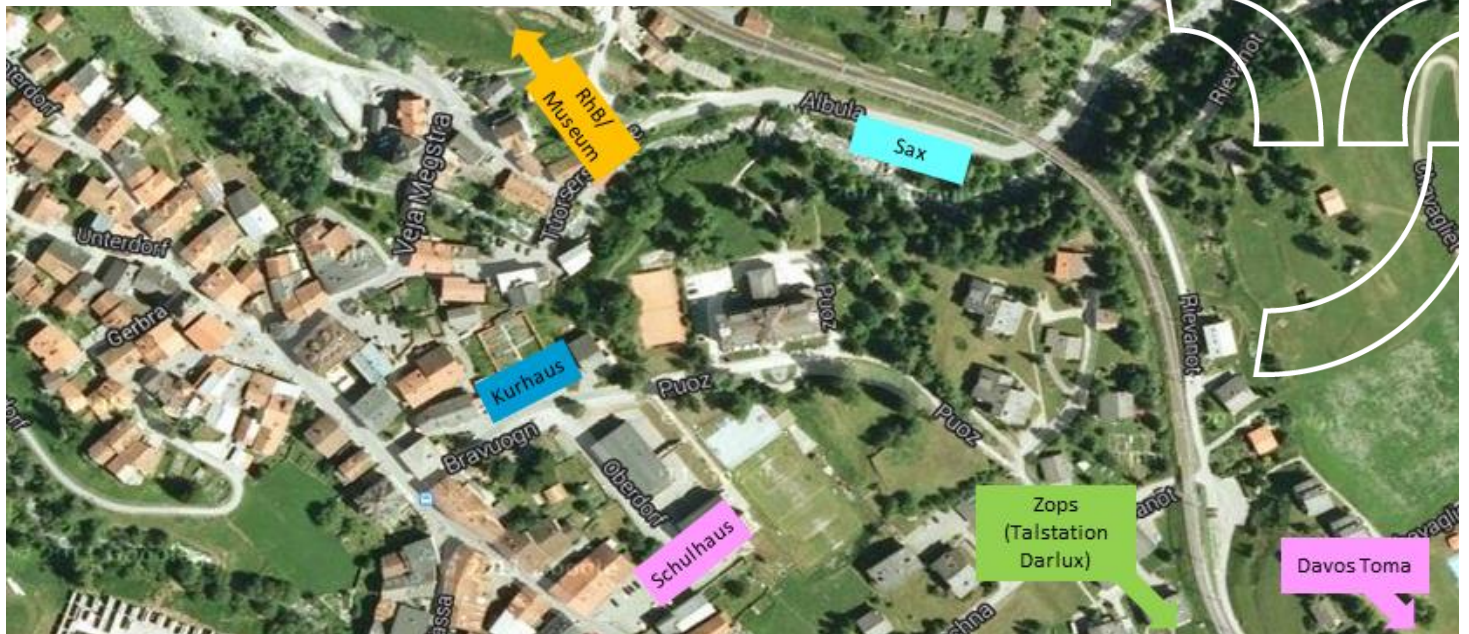 RhB/
Museum
Albula
Sax
Rievanot
Veja Megstra
Unterdorf
Gerbra
Puoz
Rievanot
Kurhaus
Puoz
Puoz
Bravuogn
Oberdorf
Schulhaus
Zops
(Talstation
Darlux)
Davos Toma